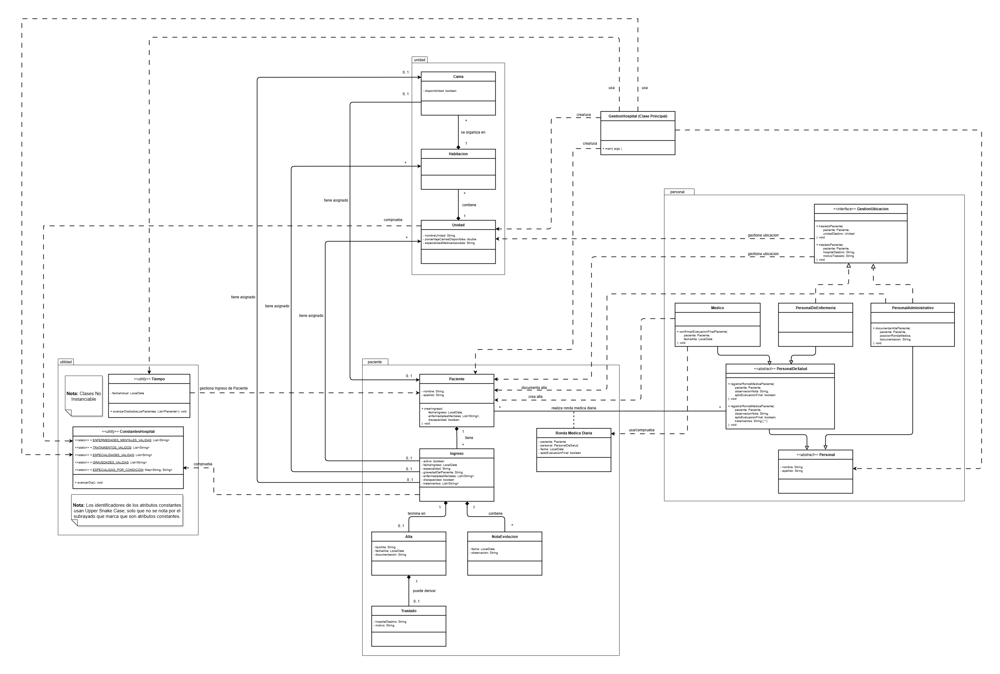 usa
usa
unidad
Cama
- disponibilidad: boolean
0..1
0..1
*
se organiza en
1
Habitacion
*
*
contiene
1
Unidad
- nombreUnidad: String
- porcentajeCamasDisponibles: double
- especialidadMedicaAsociada: String
*
comprueba
tiene asignado
tiene asignado
tiene asignado
tiene asignado
crea/usa
crea/usa
GestionHospital (Clase Principal)
+ main( args )
personal
<<interface>> GestionUbicacion
+ trasladoPaciente(
paciente: Paciente,
unidadDestino: Unidad
): void
+ trasladoPaciente(
paciente: Paciente,
hospitalDestino: String,
motivoTraslado: String
): void
gestiona ubicacion
gestiona ubicacion
Medico
+ confirmarEvaluacionFinalPaciente(
paciente: Paciente,
fechaAlta: LocalDate
): void
PersonalDeEnfermeria
PersonalAdministrativo
+ documentarAltaPaciente(
paciente: Paciente,
posicionRondaMedica,
documentacion: String
): void
<<abstract>> PersonalDeSalud
+ registrarRondaMedicaPaciente(
paciente: Paciente,
observacionNota: String,
aptoEvaluacionFinal: boolean
): void
+ registrarRondaMedicaPaciente(
paciente: Paciente,
observacionNota: String,
aptoEvaluacionFinal: boolean,
tratamientos: String [ * ]
): void
<<abstract>> Personal
- nombre: String
- apellido: String
utilidad
Nota: Clases No
Instanciable
<<utility>> Tiempo
- fechaActual: LocalDate
+ avanzarDia(todosLosPacientes: List<Paciente>): void
gestiona Ingreso de Paciente
<<utility>> ConstantesHospital
<<static>> + ENFERMEDADES_MENTALES_VALIDAS: List<String>
<<static>> + TRATAMIENTOS_VALIDOS: List<String>
<<static>> + ESPECIALIDADES_VALIDAS: List<String>
<<static>> + GRAVEDADES_VALIDAS: List<String>
<<static>> + ESPECIALIDAD_POR_CONDICION: Map<String, String>
+ avanzarDia(): void
comprueba
Nota: Los identificadores de los atributos constantes
usan Upper Snake Case, solo que no se nota por el
subrayado que marca que son atributos constantes.
paciente
0..1
Paciente
- nombre: String
- apellido: String
+ crearIngreso(
fechaIngreso: LocalDate,
enfermedadesMentales: List<String>,
discapacidad: boolean
): void
documenta alta
crea alta
*
realiza ronda medica diaria
*
usa/comprueba
Ronda Medica Diaria
- paciente: Paciente
- personal: PersonalDeSalud
- fecha: LocalDate
- aptoEvaluacionFinal: boolean
1
tiene
*
Ingreso
- activo: boolean
- fechaIngreso: LocalDate
- especialidad: String
- gravedadDelPaciente: String
- enfermedadesMentales: List<String>
- discapacidad: boolean
- tratamientos: List<String>
0..1
0..1
0..1
1
termina en
0..1
1
contiene
*
Alta
- tipoAlta: String
- fechaAlta: LocalDate
- documentacion: String
NotaEvolucion
- fecha: LocalDate
- observacion: String
1
puede derivar
0..1
Traslado
- hospitalDestino: String
- motivo: String